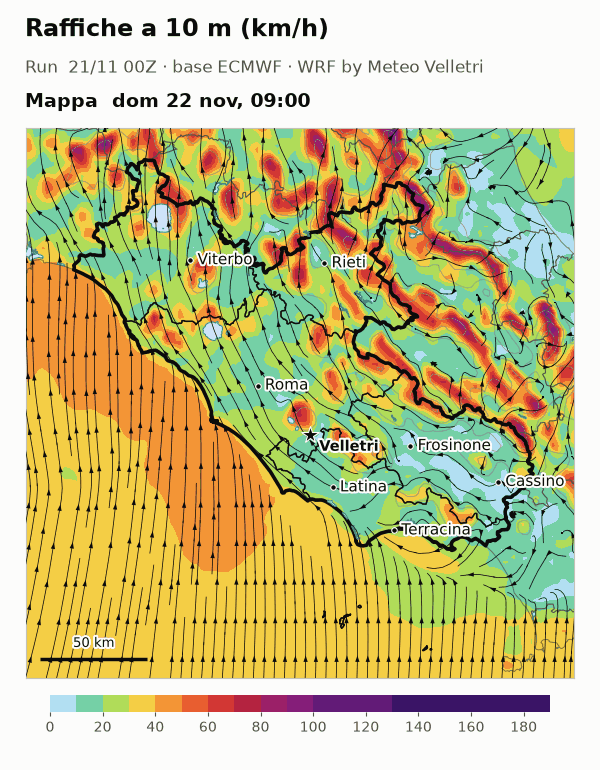 Raffiche a 10 m (km/h)
Run 21/11 00Z · base ECMWF · WRF by Meteo Velletri
Mappa dom 22 nov, 09:00
Viterbo
Rieti
Roma
Velletri
Frosinone
Cassino
Latina
Terracina
50 km
0 20 40 60 80 100 120 140 160 180